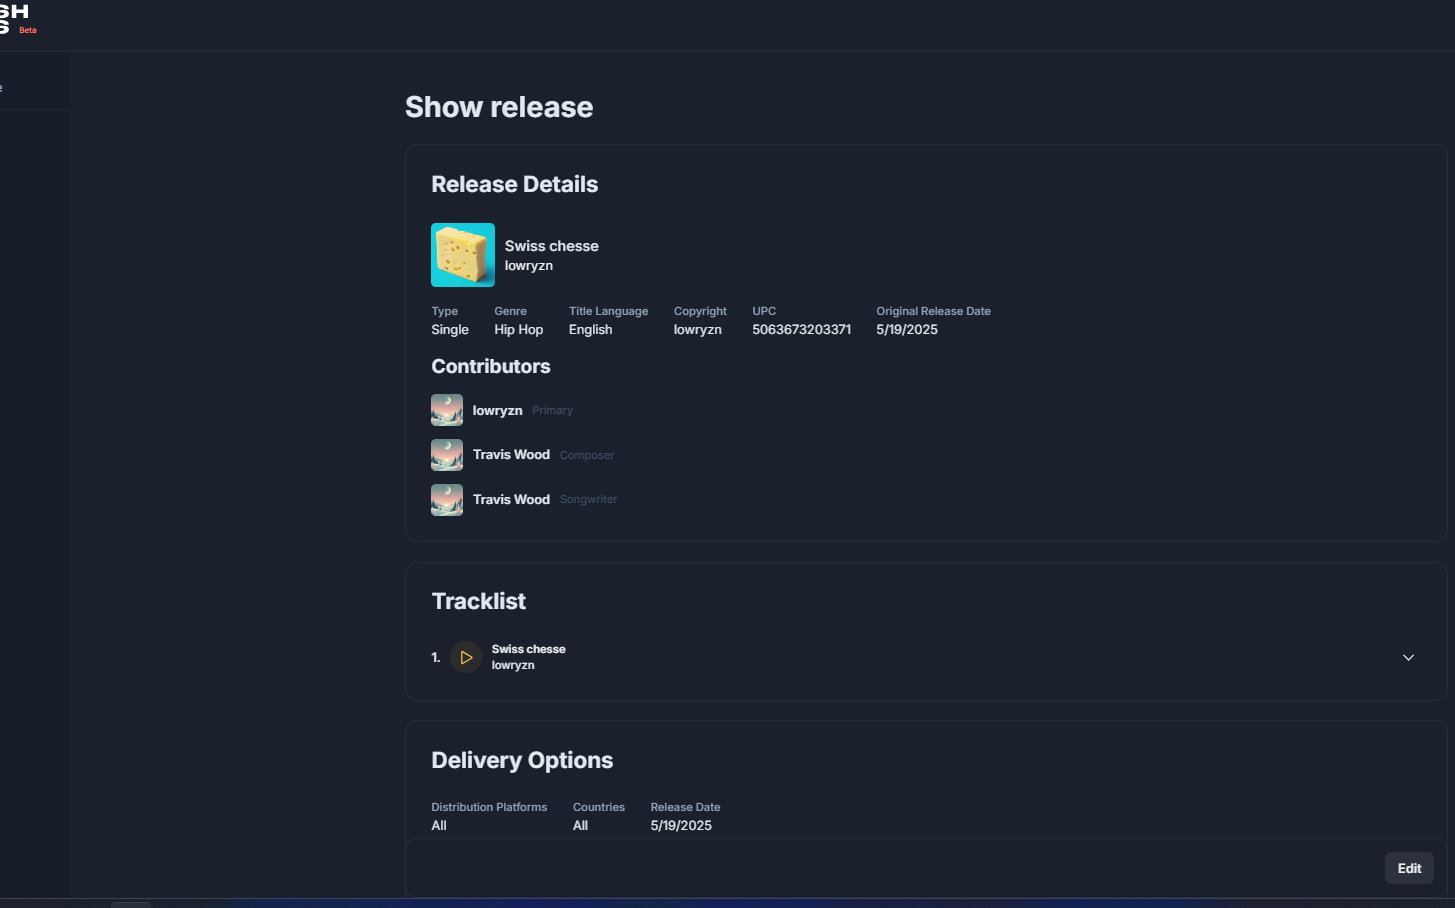 SH
S Beta
e
Show release
Release Details
Swiss chesse
lowryzn
Type Genre Title Language Copyright UPC Original Release Date
Single Hip Hop English lowryzn 5063673203371 5/19/2025
Contributors
lowryzn Primary
Travis Wood Composer
Travis Wood Songwriter
Tracklist
1. Swiss chesse
lowryzn
Delivery Options
Distribution Platforms Countries Release Date
All All 5/19/2025
Edit